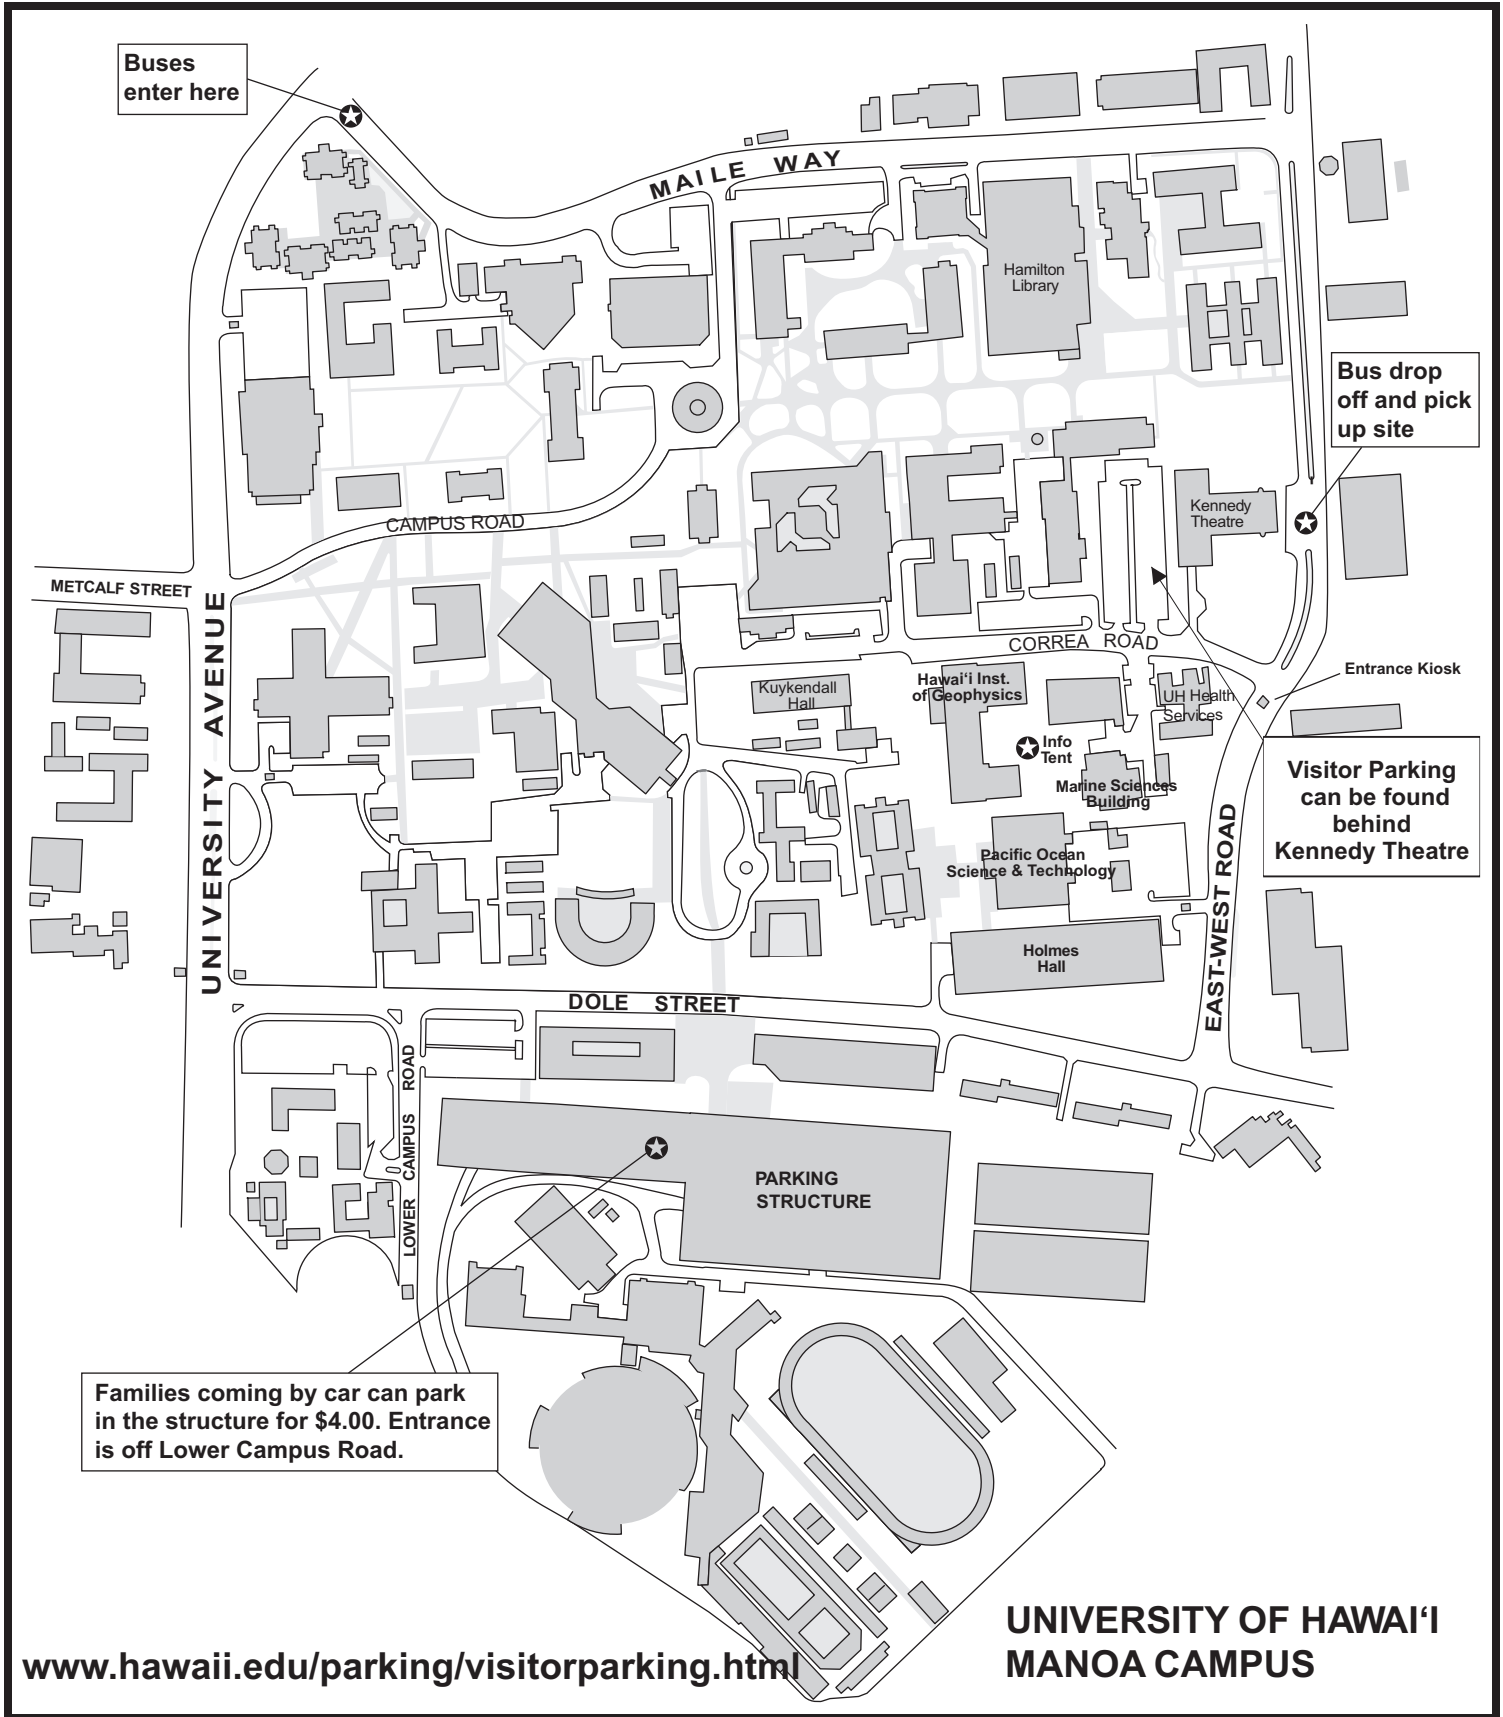 Buses
enter here
MAILE WAY
Hamilton
Library
Bus drop
off and pick
up site
Kennedy
Theatre
CAMPUS ROAD
METCALF STREET
UNIVERSITY AVENUE
CORREA ROAD
Entrance Kiosk
Kuykendall
Hall
Hawai‘i Inst.
of Geophysics
UH Health
Services
Info
Tent
Marine Sciences
Building
Visitor Parking
can be found
behind
Kennedy Theatre
Pacific Ocean
Science & Technology
EAST-WEST ROAD
Holmes
Hall
DOLE STREET
LOWER CAMPUS ROAD
PARKING
STRUCTURE
Families coming by car can park
in the structure for $4.00. Entrance
is off Lower Campus Road.
UNIVERSITY OF HAWAI‘I
MANOA CAMPUS
www.hawaii.edu/parking/visitorparking.html